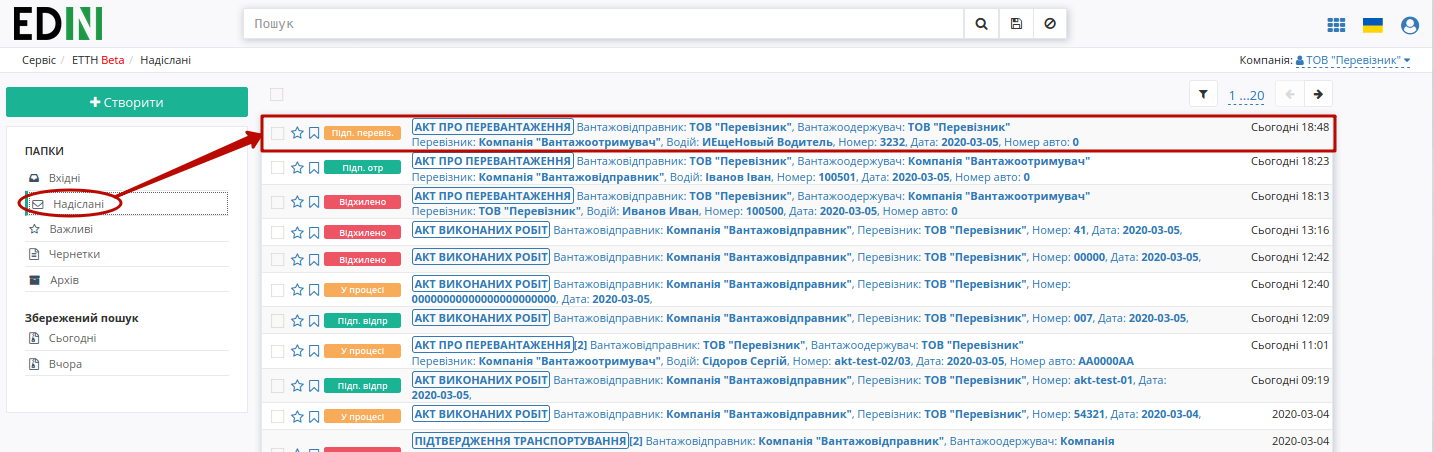 EDIN
Пошук
Сервіс / ЕТТН Beta / Надіслані
Компанія: ТОВ "Перевізник"
Створити
1 ...20
ПАПКИ
Вхідні
Надіслані
Важливі
Чернетки
Архів
Збережений пошук
Сьогодні
Вчора
Підп. перевіз. АКТ ПРО ПЕРЕВАНТАЖЕННЯ Вантажовідправник: ТОВ "Перевізник", Вантажоодержувач: ТОВ "Перевізник" Сьогодні 18:48
Перевізник: Компанія "Вантажоотримувач", Водій: ИЕщеНовый Водитель, Номер: 3232, Дата: 2020-03-05, Номер авто: 0
Підп. отр АКТ ПРО ПЕРЕВАНТАЖЕННЯ Вантажовідправник: ТОВ "Перевізник", Вантажоодержувач: Компанія "Вантажоотримувач" Сьогодні 18:23
Перевізник: Компанія "Вантажовідправник", Водій: Іванов Іван, Номер: 100501, Дата: 2020-03-05, Номер авто: 0
Відхилено АКТ ПРО ПЕРЕВАНТАЖЕННЯ Вантажовідправник: ТОВ "Перевізник", Вантажоодержувач: Компанія "Вантажоотримувач" Сьогодні 18:13
Перевізник: ТОВ "Перевізник", Водій: Иванов Иван, Номер: 100500, Дата: 2020-03-05, Номер авто: 0
Відхилено АКТ ВИКОНАНИХ РОБІТ Вантажовідправник: Компанія "Вантажовідправник", Перевізник: ТОВ "Перевізник", Номер: 41, Дата: 2020-03-05, Сьогодні 13:16
Відхилено АКТ ВИКОНАНИХ РОБІТ Вантажовідправник: Компанія "Вантажовідправник", Перевізник: ТОВ "Перевізник", Номер: 00000, Дата: 2020-03-05, Сьогодні 12:42
У процесі АКТ ВИКОНАНИХ РОБІТ Вантажовідправник: Компанія "Вантажовідправник", Перевізник: ТОВ "Перевізник", Номер: Сьогодні 12:40
00000000000000000000000, Дата: 2020-03-05,
Підп. відпр АКТ ВИКОНАНИХ РОБІТ Вантажовідправник: Компанія "Вантажовідправник", Перевізник: ТОВ "Перевізник", Номер: 007, Дата: 2020-03-05, Сьогодні 12:09
У процесі АКТ ПРО ПЕРЕВАНТАЖЕННЯ[2] Вантажовідправник: ТОВ "Перевізник", Вантажоодержувач: ТОВ "Перевізник" Сьогодні 11:01
Перевізник: Компанія "Вантажоотримувач", Водій: Сідоров Сергій, Номер: akt-test-02/03, Дата: 2020-03-05, Номер авто: AA0000AA
Підп. відпр АКТ ВИКОНАНИХ РОБІТ Вантажовідправник: Компанія "Вантажовідправник", Перевізник: ТОВ "Перевізник", Номер: akt-test-01, Дата: Сьогодні 09:19
2020-03-05,
У процесі АКТ ВИКОНАНИХ РОБІТ Вантажовідправник: Компанія "Вантажовідправник", Перевізник: ТОВ "Перевізник", Номер: 54321, Дата: 2020-03-04, 2020-03-04
ПІДТВЕРДЖЕННЯ ТРАНСПОРТУВАННЯ[2] Вантажовідправник: Компанія "Вантажовідправник", Вантажоодержувач: Компанія 2020-03-04